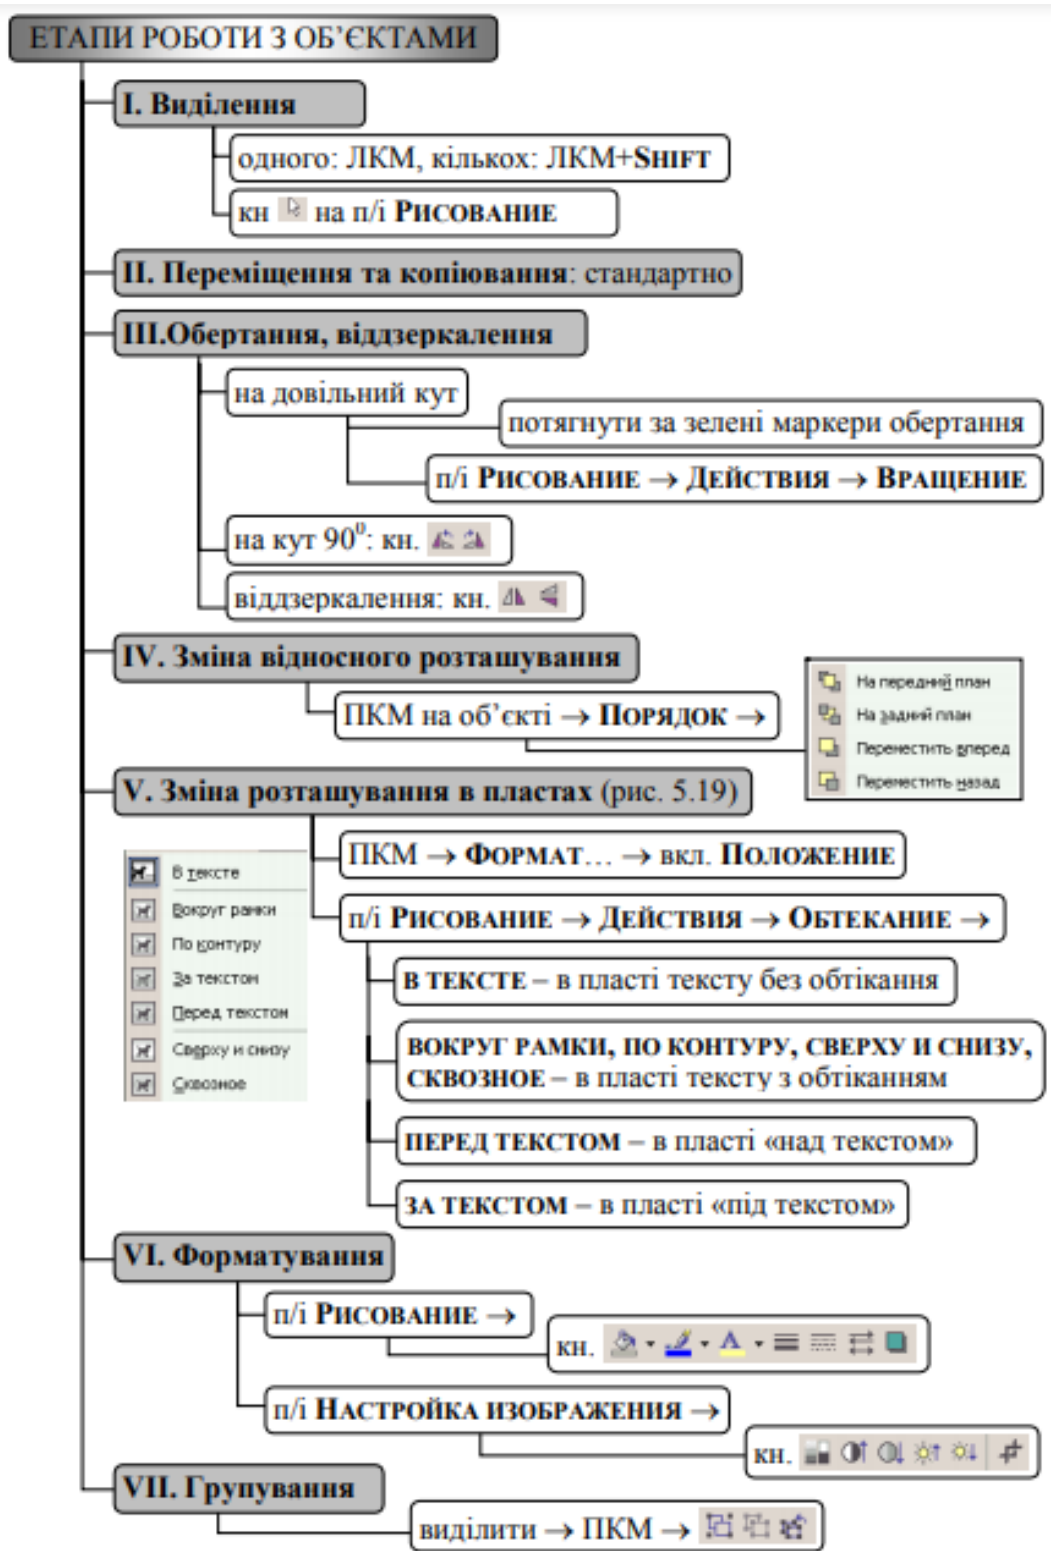 ЕТАПИ РОБОТИ З ОБ’ЄКТАМИ
I. Виділення
одного: ЛКМ, кількох: ЛКМ+SHIFT
кн на п/і РИСОВАНИЕ
II. Переміщення та копіювання: стандартно
III.Обертання, віддзеркалення
на довільний кут
потягнути за зелені маркери обертання
п/і РИСОВАНИЕ → ДЕЙСТВИЯ → ВРАЩЕНИЕ
на кут 90⁰: кн.
віддзеркалення: кн.
IV. Зміна відносного розташування
ПКМ на об’єкті → ПОРЯДОК →
На передний план
На задний план
Переместить вперед
Переместить назад
V. Зміна розташування в пластах (рис. 5.19)
ПКМ → ФОРМАТ… → вкл. ПОЛОЖЕНИЕ
п/і РИСОВАНИЕ → ДЕЙСТВИЯ → ОБТЕКАНИЕ →
В тексте
Вокруг рамки
По контуру
За текстом
Перед текстом
Сверху и снизу
Сквозное
В ТЕКСТЕ – в пласті тексту без обтікання
ВОКРУГ РАМКИ, ПО КОНТУРУ, СВЕРХУ И СНИЗУ,
СКВОЗНОЕ – в пласті тексту з обтіканням
ПЕРЕД ТЕКСТОМ – в пласті «над текстом»
ЗА ТЕКСТОМ – в пласті «під текстом»
VI. Форматування
п/і РИСОВАНИЕ →
кн.
п/і НАСТРОЙКА ИЗОБРАЖЕНИЯ →
кн.
VII. Групування
виділити → ПКМ →